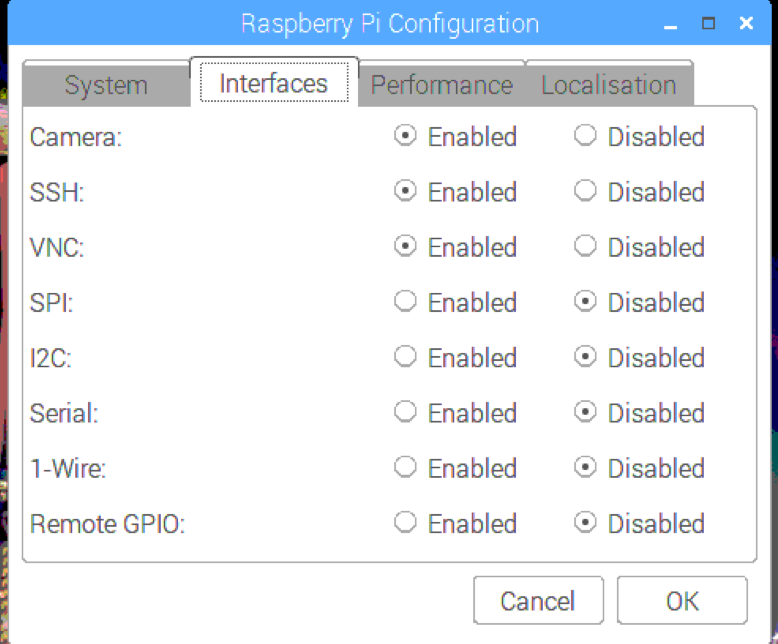 Raspberry Pi Configuration
System Interfaces Performance Localisation
Camera: Enabled Disabled
SSH: Enabled Disabled
VNC: Enabled Disabled
SPI: Enabled Disabled
I2C: Enabled Disabled
Serial: Enabled Disabled
1-Wire: Enabled Disabled
Remote GPIO: Enabled Disabled
Cancel OK